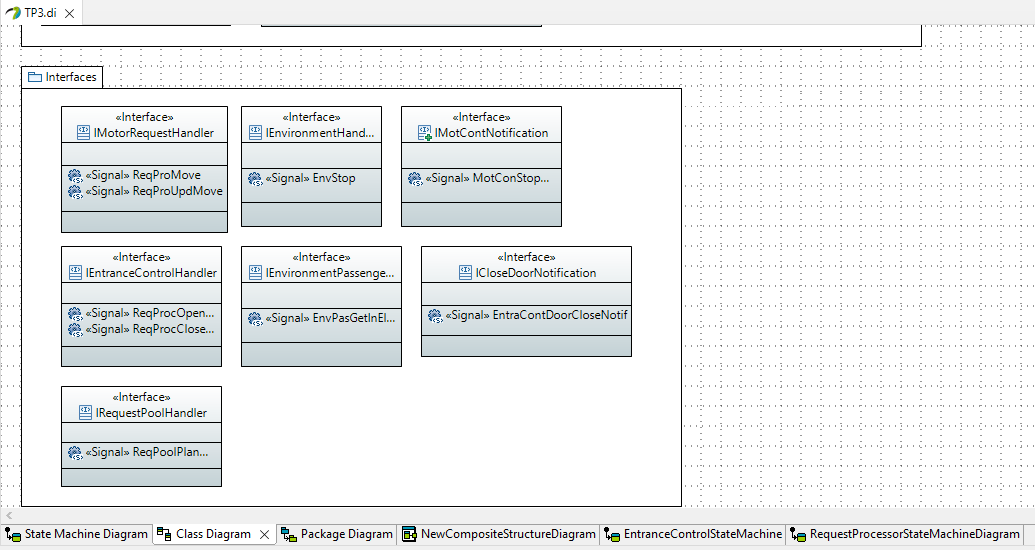 TP3.di
Interfaces
«Interface»
IMotorRequestHandler
«Signal» ReqProMove
«Signal» ReqProUpdMove
«Interface»
IEnvironmentHand...
«Signal» EnvStop
«Interface»
IMotContNotification
«Signal» MotConStop...
«Interface»
IEntranceControlHandler
«Signal» ReqProcOpen...
«Signal» ReqProcClose...
«Interface»
IEnvironmentPassenge...
«Signal» EnvPasGetInEl...
«Interface»
ICloseDoorNotification
«Signal» EntraContDoorCloseNotif
«Interface»
IRequestPoolHandler
«Signal» ReqPoolPlan...
State Machine Diagram
Class Diagram
Package Diagram
NewCompositeStructureDiagram
EntranceControlStateMachine
RequestProcessorStateMachineDiagram